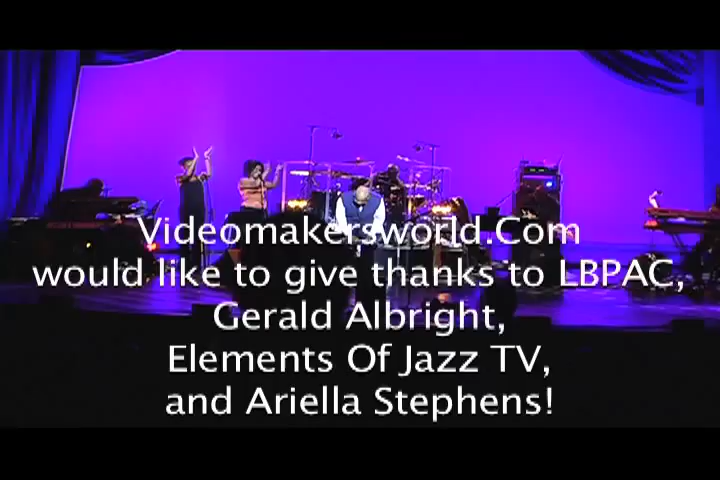 Videomakersworld.Com
would like to give thanks to LBPAC,
Gerald Albright,
Elements Of Jazz TV,
and Ariella Stephens!